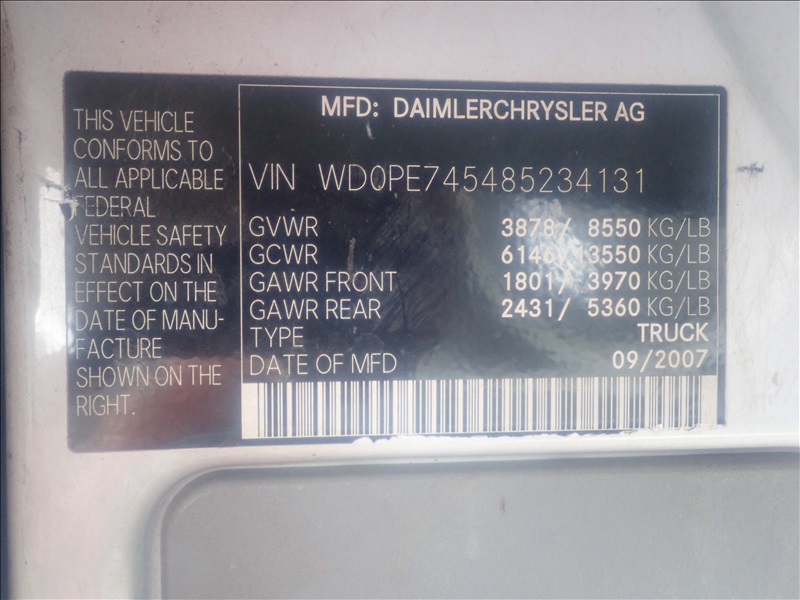 THIS VEHICLE
CONFORMS TO
ALL APPLICABLE
FEDERAL
VEHICLE SAFETY
STANDARDS IN
EFFECT ON THE
DATE OF MANU-
FACTURE
SHOWN ON THE
RIGHT.
MFD: DAIMLERCHRYSLER AG
VIN WD0PE745485234131
GVWR 3878/ 8550 KG/LB
GCWR 6146/13550 KG/LB
GAWR FRONT 1801/ 3970 KG/LB
GAWR REAR 2431/ 5360 KG/LB
TYPE TRUCK
DATE OF MFD 09/2007